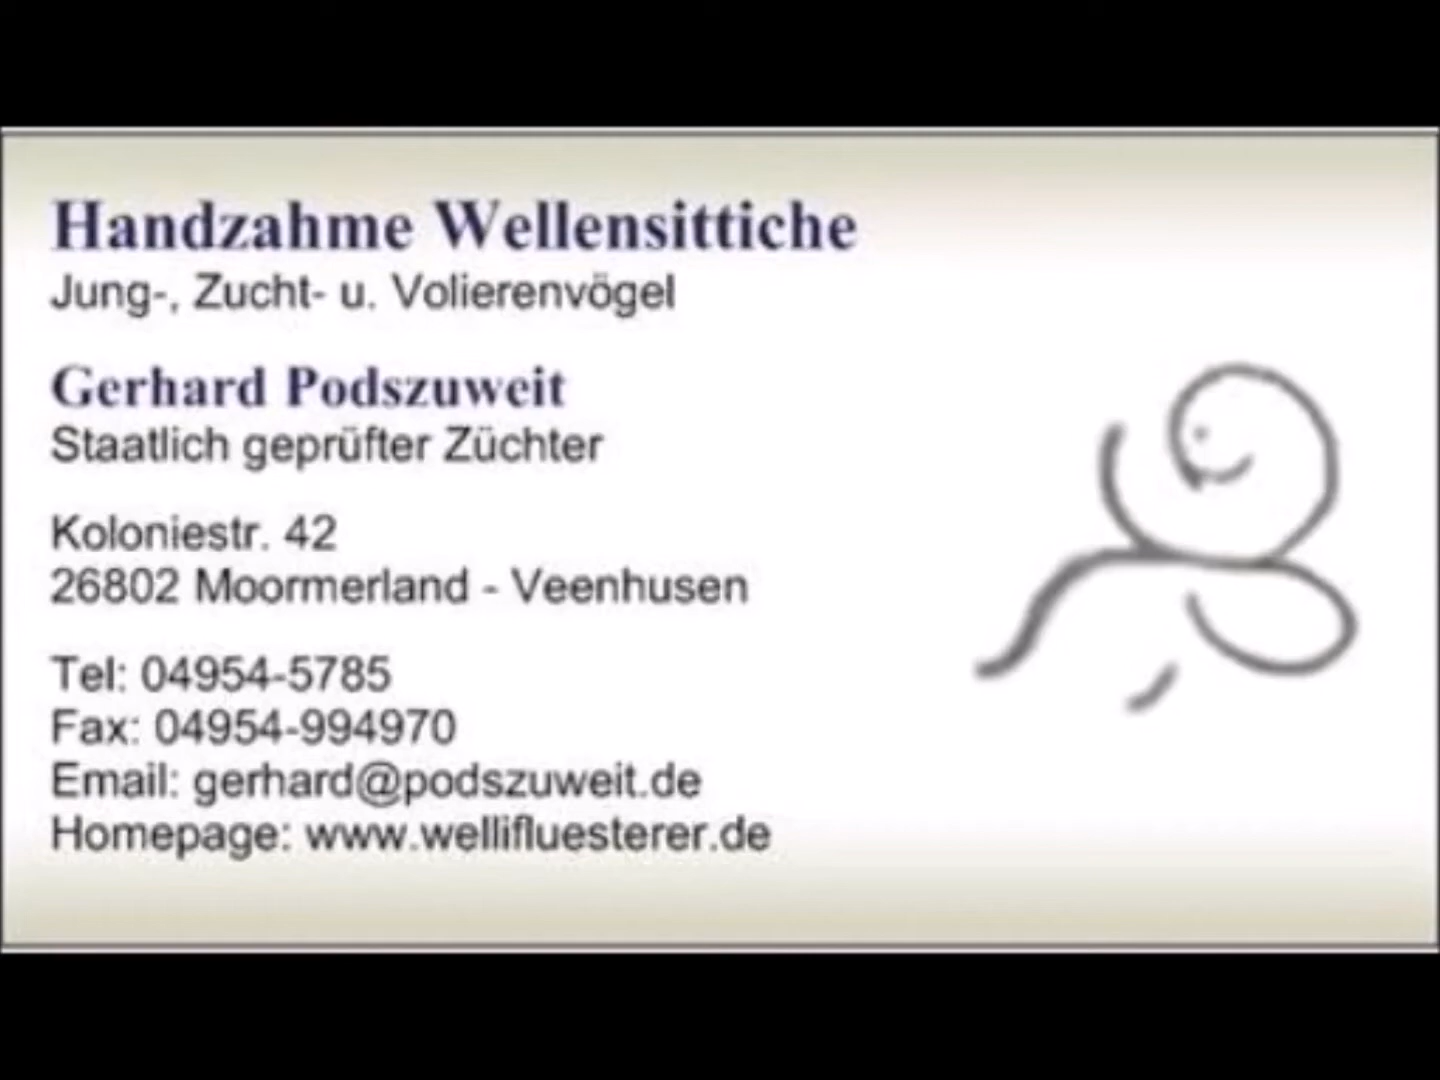 Handzahme Wellensittiche
Jung-, Zucht- u. Volierenvögel
Gerhard Podszuweit
Staatlich geprüfter Züchter
Koloniestr. 42
26802 Moormerland - Veenhusen
Tel: 04954-5785
Fax: 04954-994970
Email: gerhard@podszuweit.de
Homepage: www.wellifluesterer.de